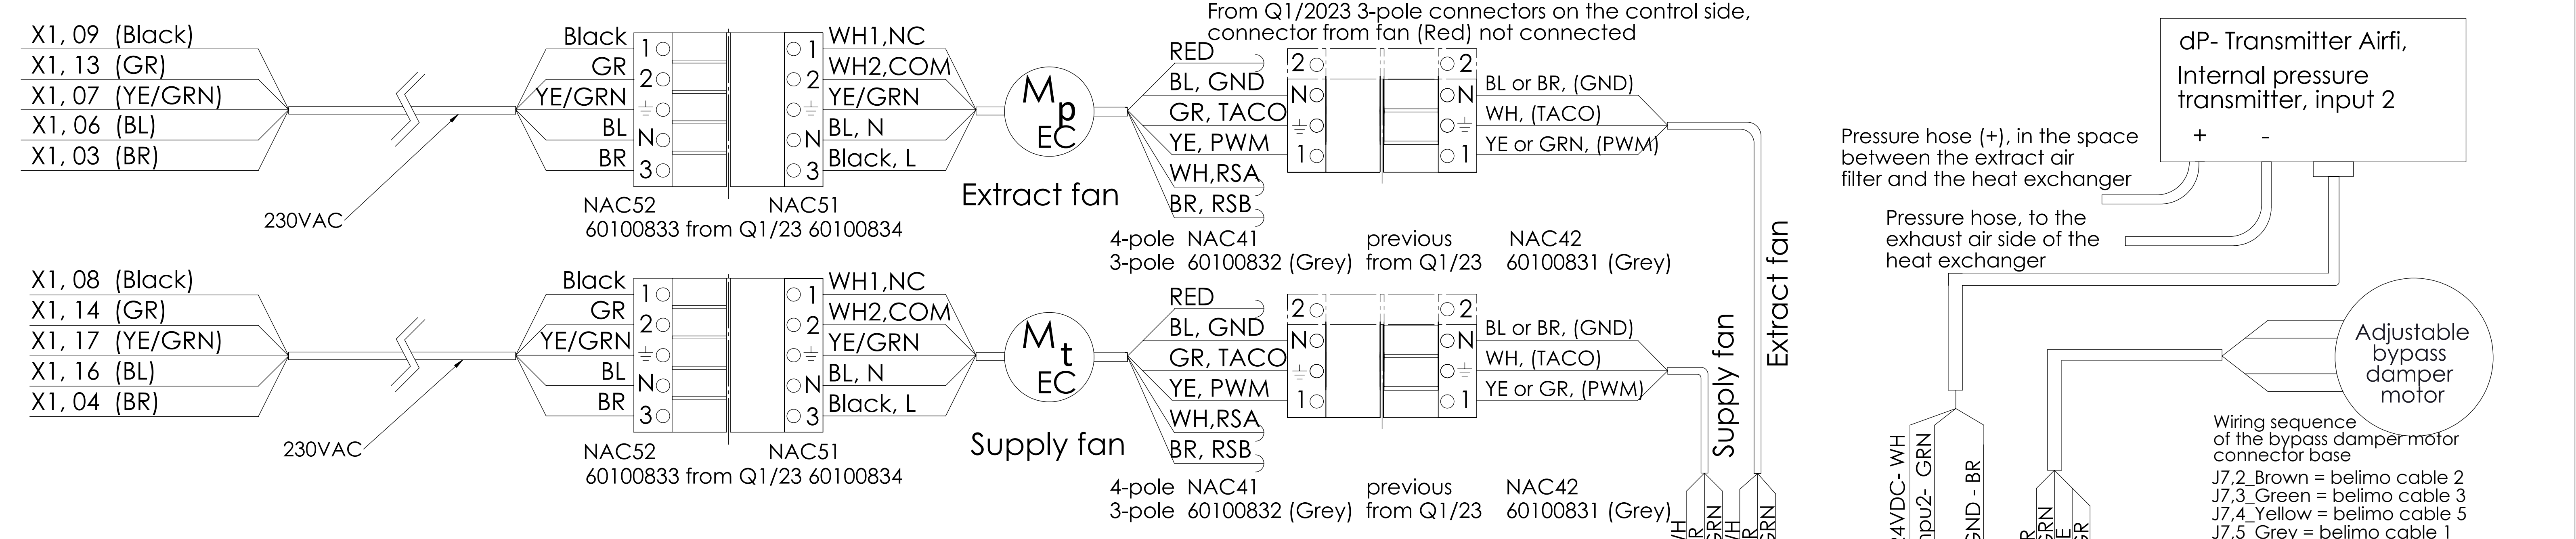 X1, 09 (Black)
X1, 13 (GR)
X1, 07 (YE/GRN)
X1, 06 (BL)
X1, 03 (BR)
230VAC
Black
GR
YE/GRN
BL
BR
1
2
N
3
1
2
N
3
WH1,NC
WH2,COM
YE/GRN
BL, N
Black, L
NAC52 NAC51
60100833 from Q1/23 60100834
Mp
EC
Extract fan
From Q1/2023 3-pole connectors on the control side,
connector from fan (Red) not connected
RED
BL, GND
GR, TACO
YE, PWM
WH,RSA
BR, RSB
2
N
1
2
N
1
BL or BR, (GND)
WH, (TACO)
YE or GRN, (PWM)
4-pole NAC41 previous NAC42
3-pole 60100832 (Grey) from Q1/23 60100831 (Grey)
X1, 08 (Black)
X1, 14 (GR)
X1, 17 (YE/GRN)
X1, 16 (BL)
X1, 04 (BR)
230VAC
Black
GR
YE/GRN
BL
BR
1
2
N
3
1
2
N
3
WH1,NC
WH2,COM
YE/GRN
BL, N
Black, L
NAC52 NAC51
60100833 from Q1/23 60100834
Mt
EC
Supply fan
RED
BL, GND
GR, TACO
YE, PWM
WH,RSA
BR, RSB
2
N
1
2
N
1
BL or BR, (GND)
WH, (TACO)
YE or GR, (PWM)
4-pole NAC41 previous NAC42
3-pole 60100832 (Grey) from Q1/23 60100831 (Grey)
Supply fan
Extract fan
dP- Transmitter Airfi,
Internal pressure
transmitter, input 2
+ -
Pressure hose (+), in the space
between the extract air
filter and the heat exchanger
Pressure hose, to the
exhaust air side of the
heat exchanger
Adjustable
bypass
damper
motor
Wiring sequence
of the bypass damper motor
connector base
J7,2_Brown = belimo cable 2
J7,3_Green = belimo cable 3
J7,4_Yellow = belimo cable 5
J7,5_Grey = belimo cable 1